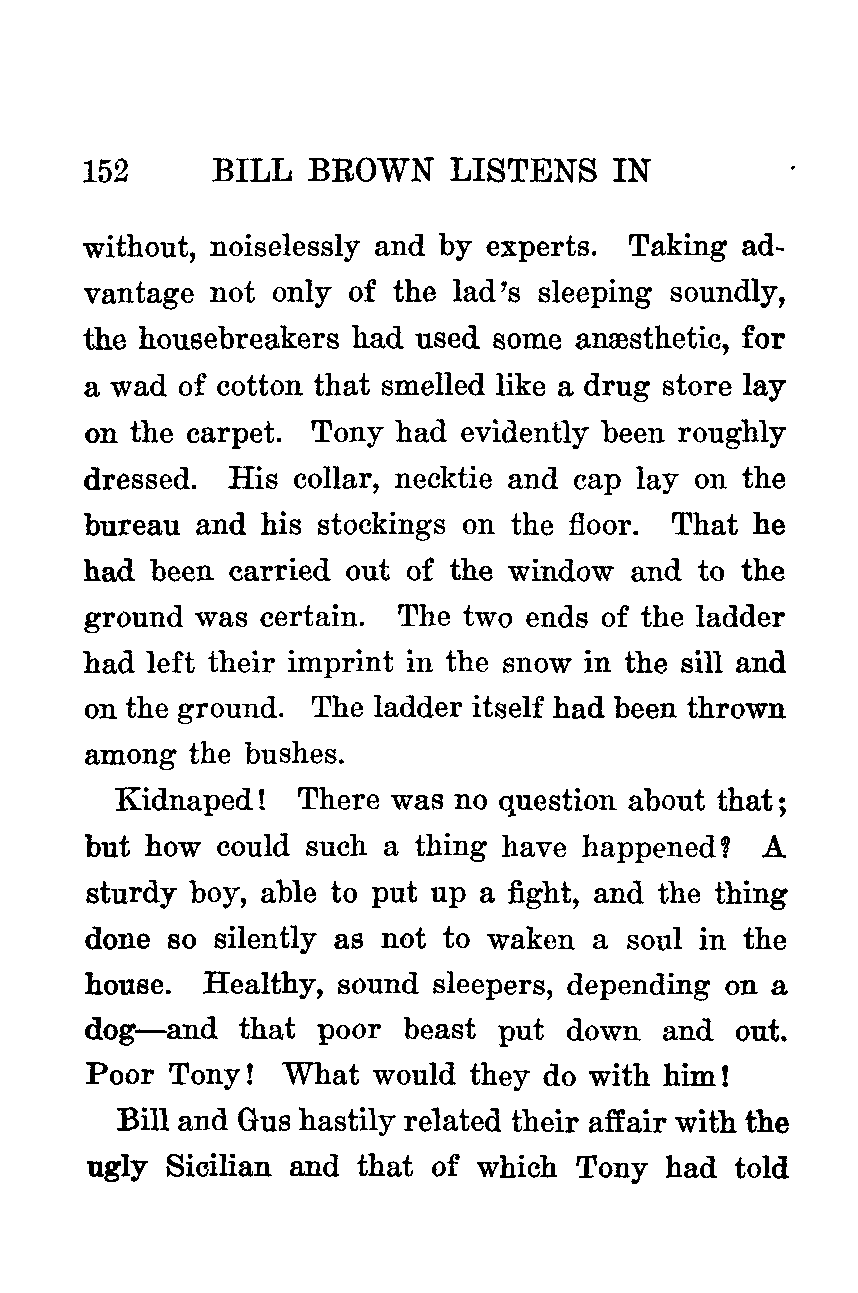 152 BILL BROWN LISTENS IN
without, noiselessly and by experts. Taking ad-
vantage not only of the lad's sleeping soundly,
the housebreakers had used some anæsthetic, for
a wad of cotton that smelled like a drug store lay
on the carpet. Tony had evidently been roughly
dressed. His collar, necktie and cap lay on the
bureau and his stockings on the floor. That he
had been carried out of the window and to the
ground was certain. The two ends of the ladder
had left their imprint in the snow in the sill and
on the ground. The ladder itself had been thrown
among the bushes.
Kidnaped! There was no question about that;
but how could such a thing have happened? A
sturdy boy, able to put up a fight, and the thing
done so silently as not to waken a soul in the
house. Healthy, sound sleepers, depending on a
dog—and that poor beast put down and out.
Poor Tony! What would they do with him!
Bill and Gus hastily related their affair with the
ugly Sicilian and that of which Tony had told